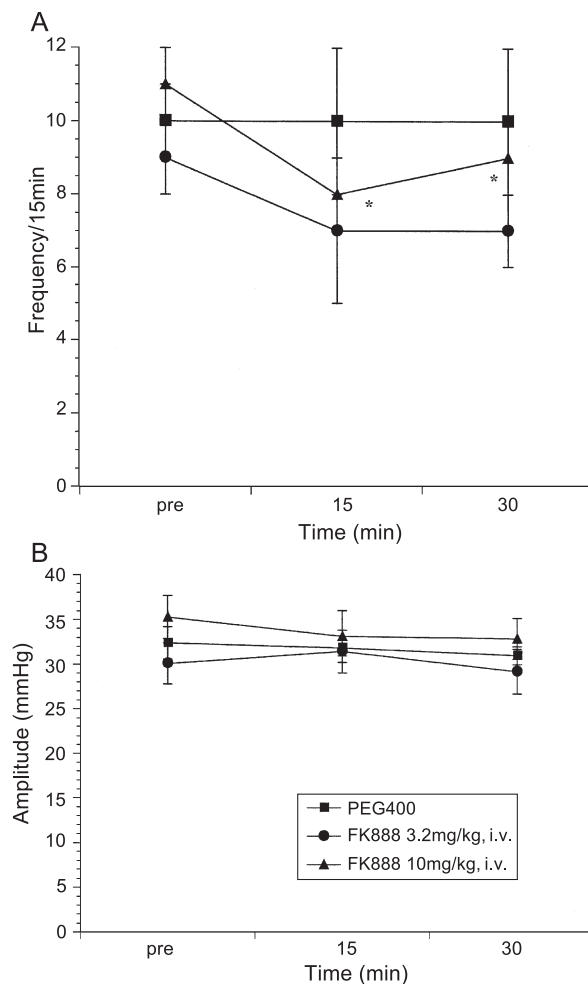 A
Frequency/15min
12
10
8
6
4
2
0
*
*
pre
15
30
Time (min)
B
Amplitude (mmHg)
40
35
30
25
20
15
10
5
0
PEG400
FK888 3.2mg/kg, i.v.
FK888 10mg/kg, i.v.
pre
15
30
Time (min)